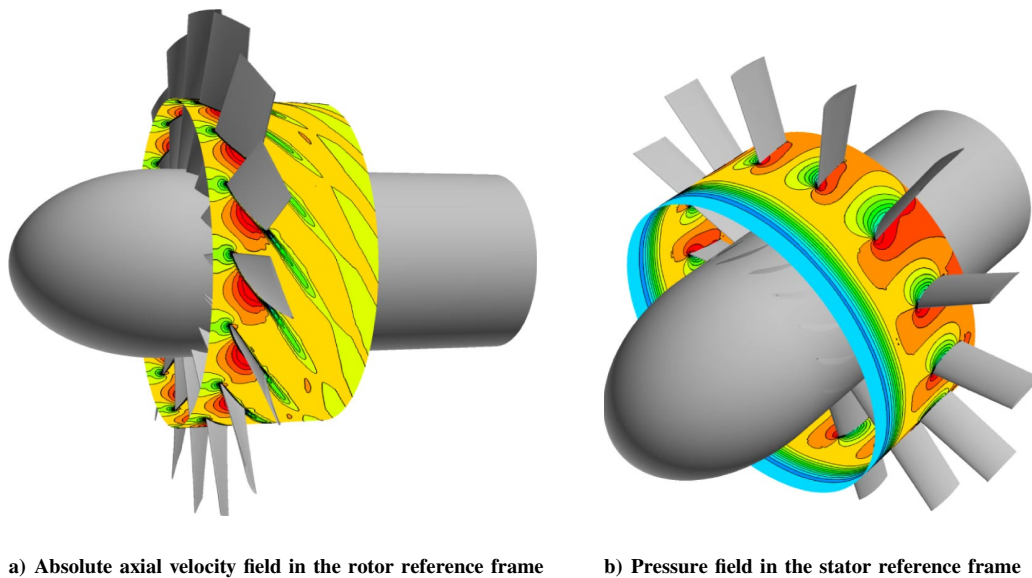 a) Absolute axial velocity field in the rotor reference frame
b) Pressure field in the stator reference frame